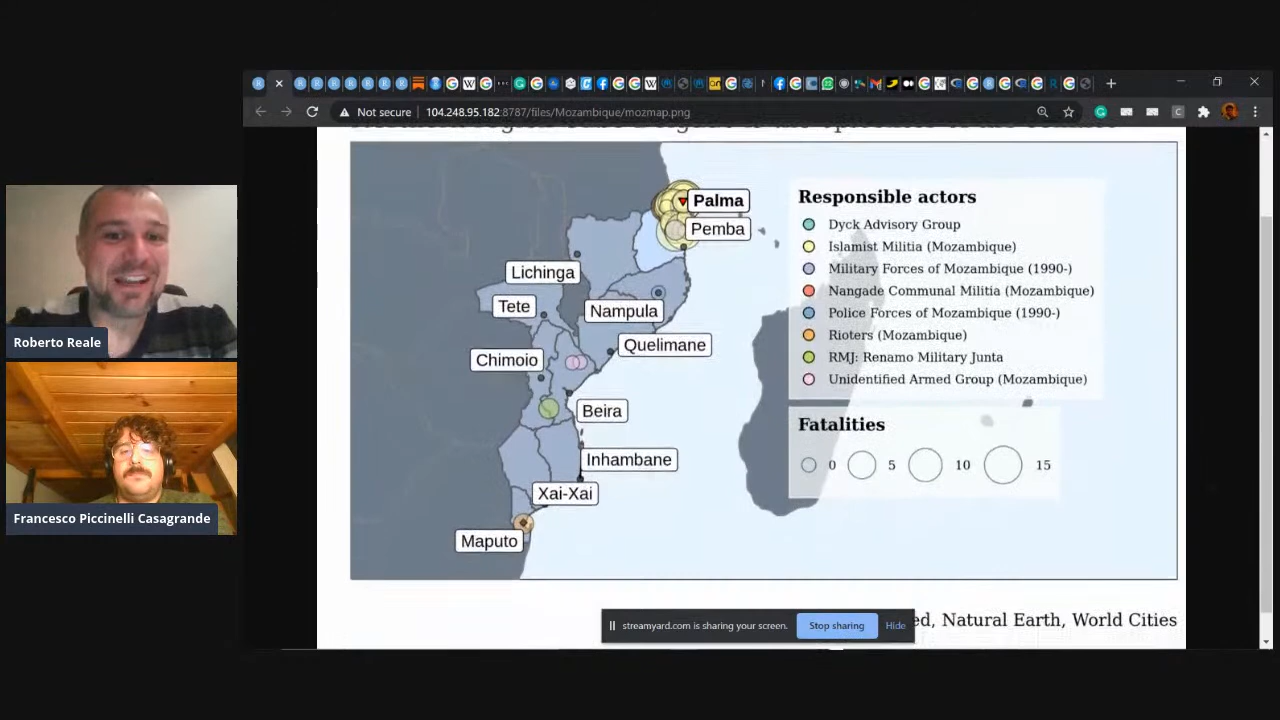 Not secure
104.248.95.182:8787/files/Mozambique/mozmap.png
Palma
Pemba
Lichinga
Tete
Nampula
Quelimane
Chimoio
Beira
Inhambane
Xai-Xai
Maputo
Responsible actors
Dyck Advisory Group
Islamist Militia (Mozambique)
Military Forces of Mozambique (1990-)
Nangade Communal Militia (Mozambique)
Police Forces of Mozambique (1990-)
Rioters (Mozambique)
RMJ: Renamo Military Junta
Unidentified Armed Group (Mozambique)
Fatalities
0 5 10 15
streamyard.com is sharing your screen.
Stop sharing
Hide
ed, Natural Earth, World Cities
Roberto Reale
Francesco Piccinelli Casagrande